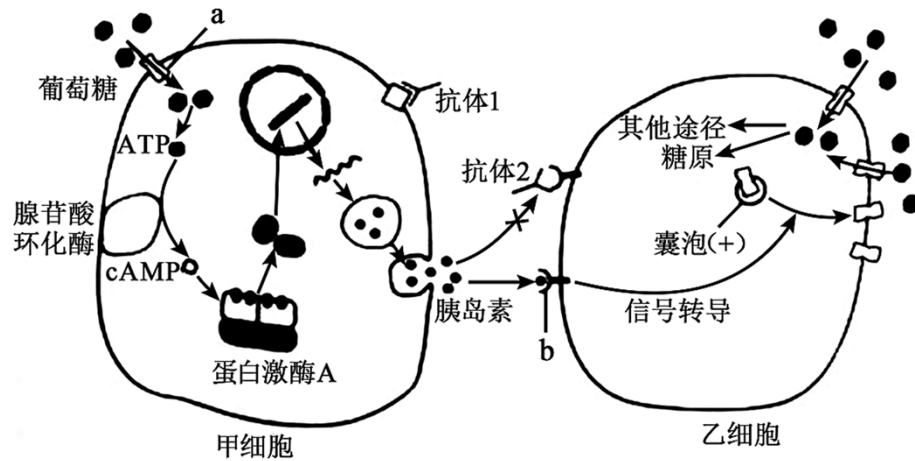 a
葡萄糖
抗体1
ATP
腺苷酸
环化酶
cAMP
蛋白激酶A
甲细胞
抗体2
胰岛素
b
其他途径
糖原
囊泡(+)
信号转导
乙细胞